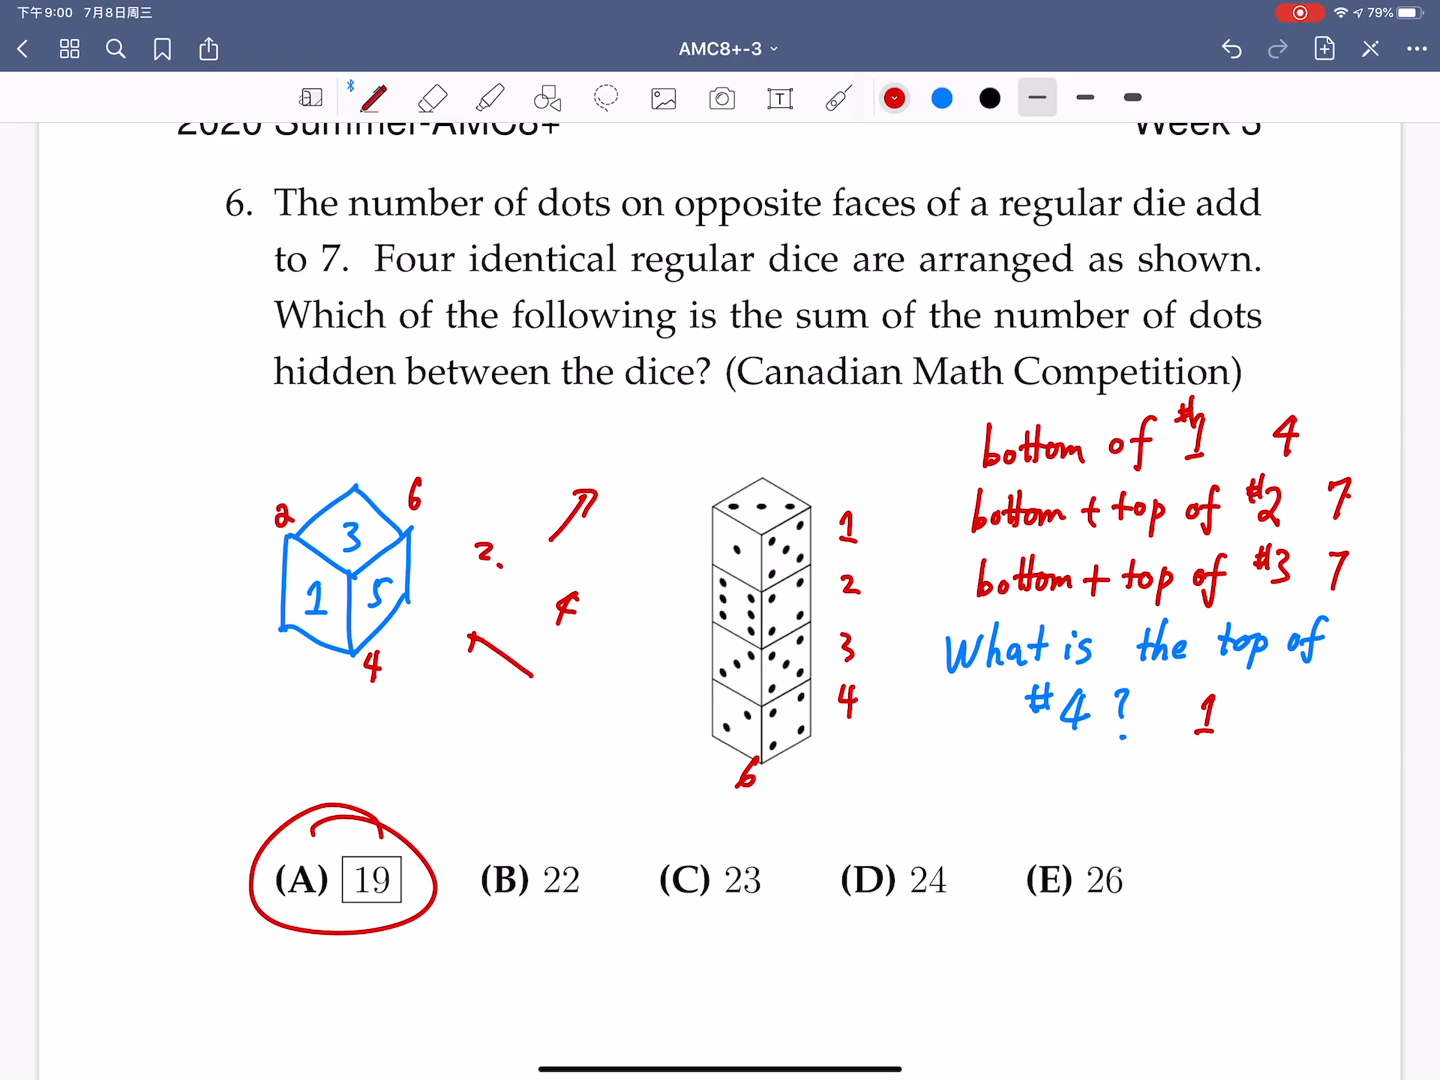 下午9:00 7月8日周三
79%
AMC8+-3
2020 Summer-AMC8+ Week 3
6. The number of dots on opposite faces of a regular die add
to 7. Four identical regular dice are arranged as shown.
Which of the following is the sum of the number of dots
hidden between the dice? (Canadian Math Competition)
bottom of #1 4
bottom + top of #2 7
bottom + top of #3 7
What is the top of
#4? 1
2 6
3
1 5
4
2.
4
1
2
3
4
6
(A) 19 (B) 22 (C) 23 (D) 24 (E) 26